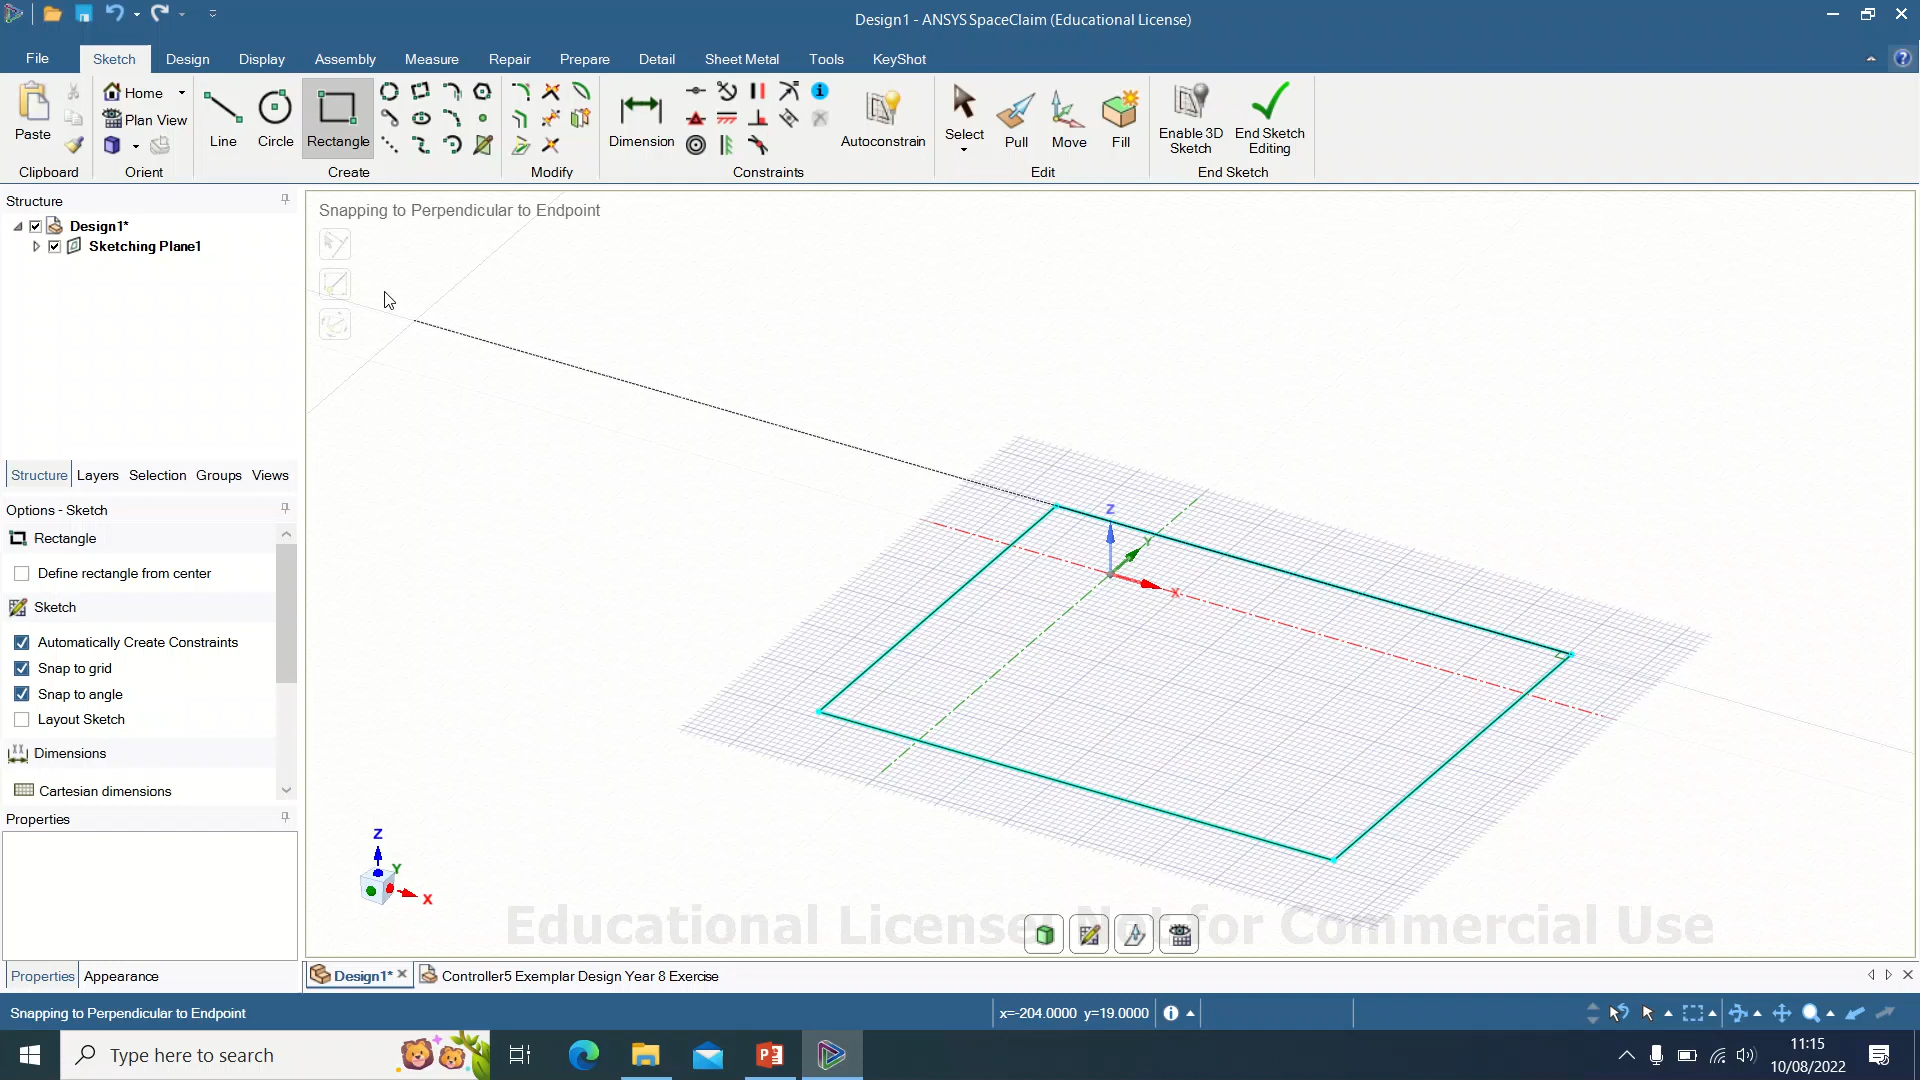 Design1 - ANSYS SpaceClaim (Educational License)
File Sketch Design Display Assembly Measure Repair Prepare Detail Sheet Metal Tools KeyShot
Paste
Home
Plan View
Line
Circle
Rectangle
Dimension
Autoconstrain
Select
Pull
Move
Fill
Enable 3D Sketch
End Sketch Editing
Clipboard Orient Create Modify Constraints Edit End Sketch
Structure
Design1*
Sketching Plane1
Structure Layers Selection Groups Views
Options - Sketch
Rectangle
Define rectangle from center
Sketch
Automatically Create Constraints
Snap to grid
Snap to angle
Layout Sketch
Dimensions
Cartesian dimensions
Properties
Properties Appearance
Snapping to Perpendicular to Endpoint
Z
Y
X
Z
Y
X
Educational License. Not for Commercial Use
Design1* Controller5 Exemplar Design Year 8 Exercise
Snapping to Perpendicular to Endpoint
x=-204.0000 y=19.0000
Type here to search
11:15
10/08/2022